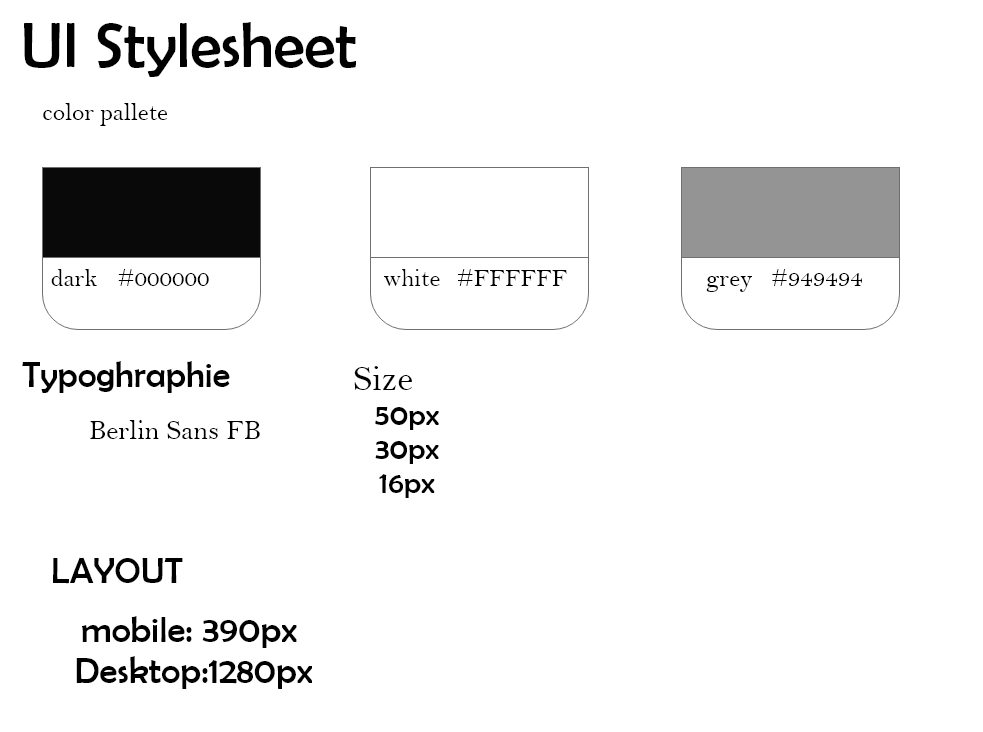 UI Stylesheet
color pallete
dark #000000
white #FFFFFF
grey #949494
Typoghraphie
Berlin Sans FB
Size
50px
30px
16px
LAYOUT
mobile: 390px
Desktop:1280px